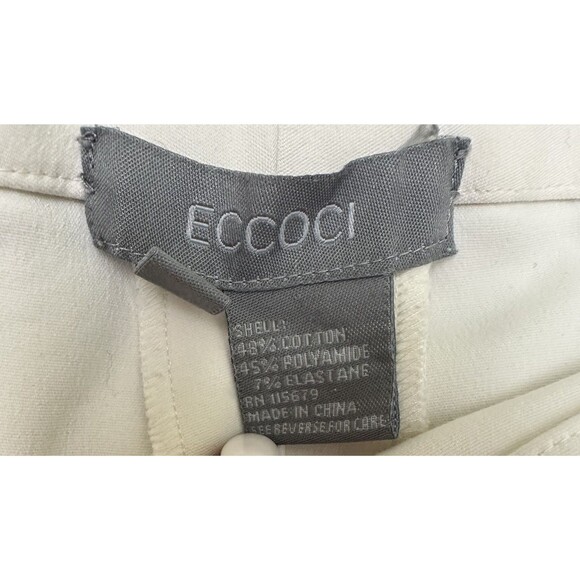 ECCOCI
SHELL:
48% COTTON
45% POLYAMIDE
7% ELASTANE
RN 115679
MADE IN CHINA
SEE REVERSE FOR CARE